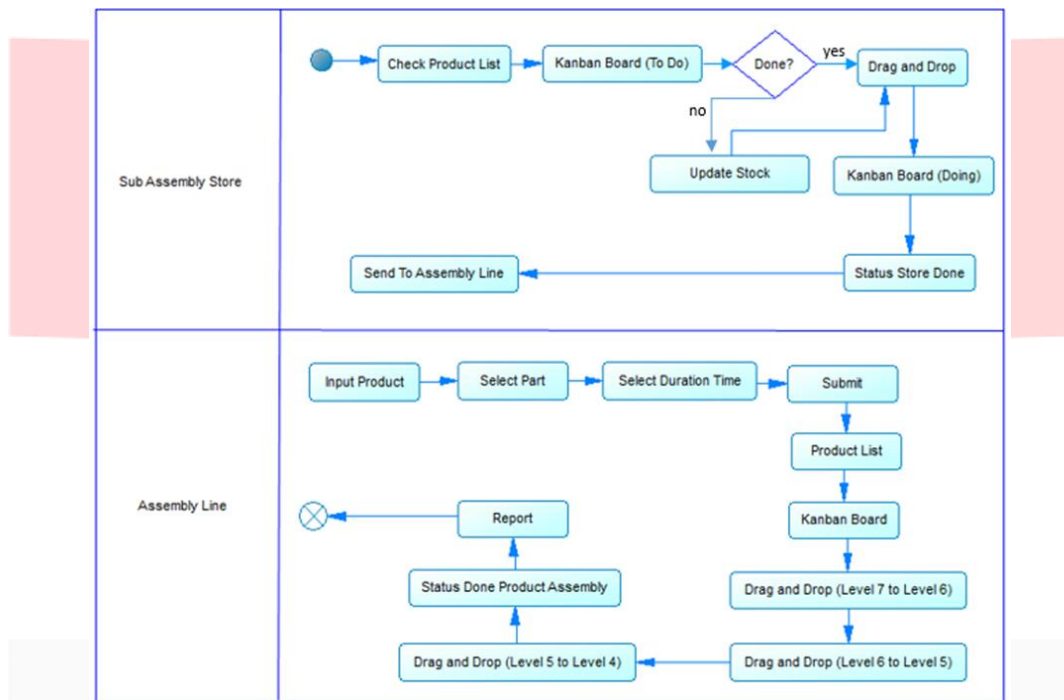 Sub Assembly Store
Check Product List
Kanban Board (To Do)
Done?
yes
Drag and Drop
no
Update Stock
Kanban Board (Doing)
Status Store Done
Send To Assembly Line
Assembly Line
Input Product
Select Part
Select Duration Time
Submit
Product List
Kanban Board
Drag and Drop (Level 7 to Level 6)
Drag and Drop (Level 6 to Level 5)
Drag and Drop (Level 5 to Level 4)
Status Done Product Assembly
Report